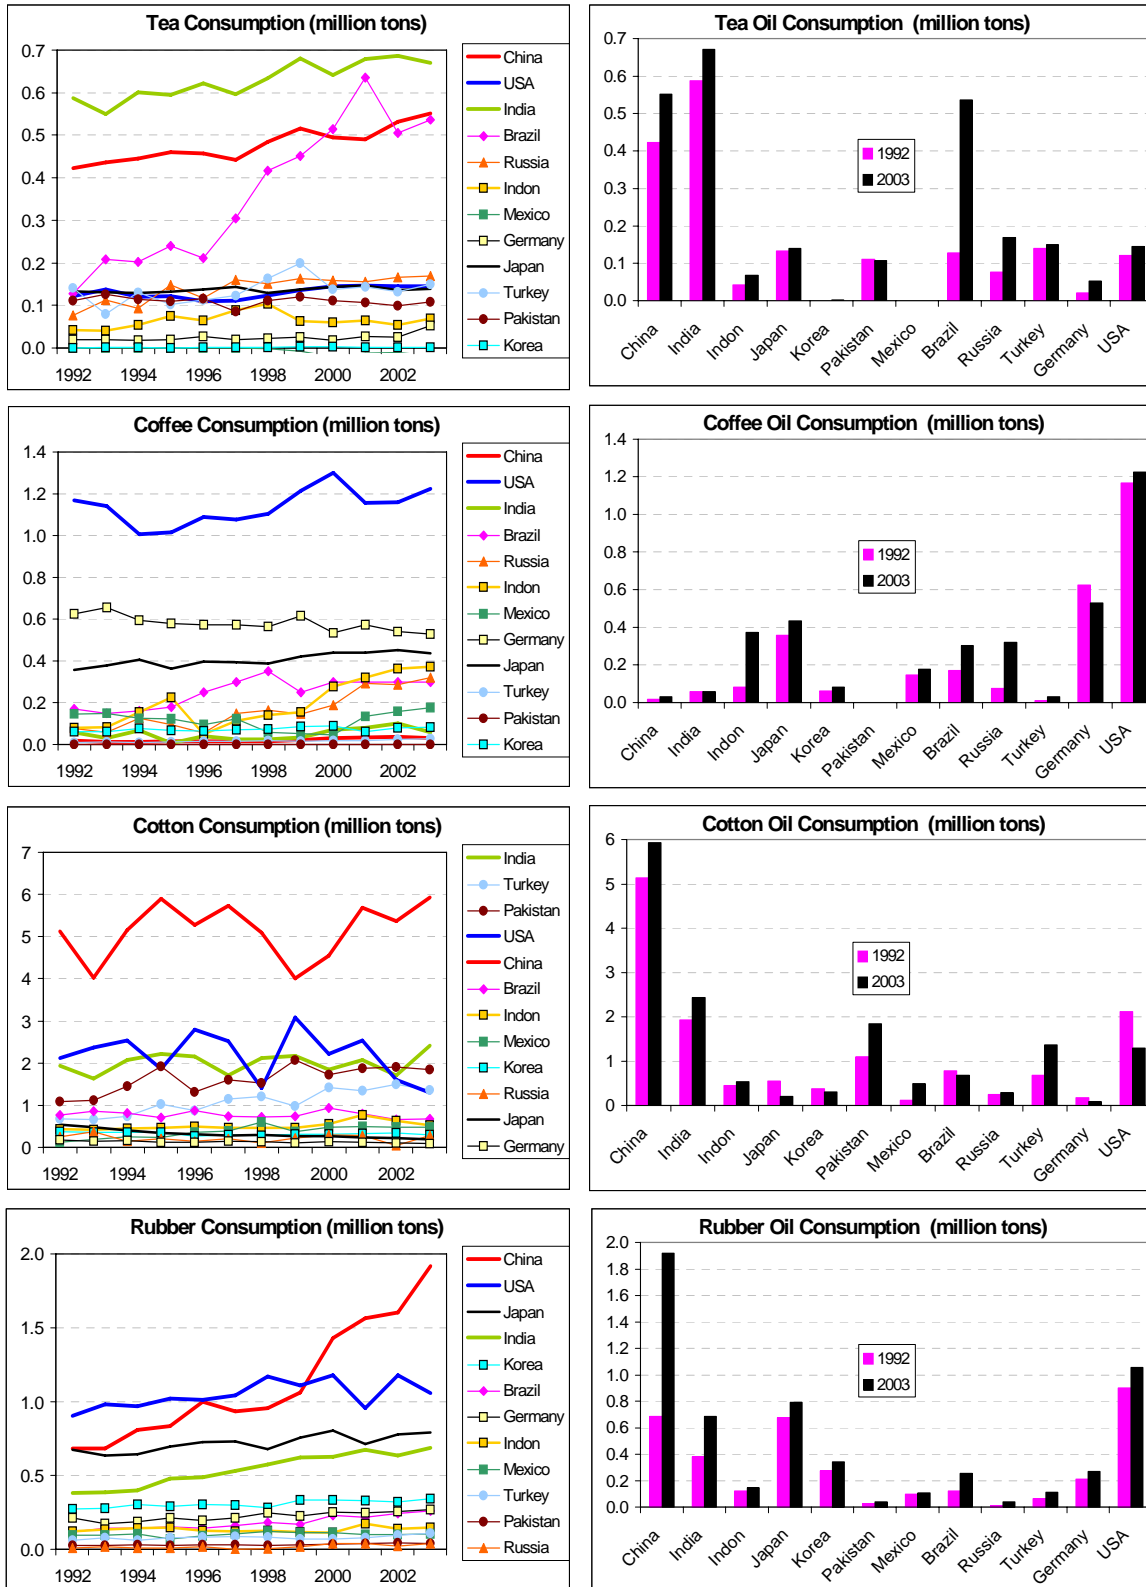 Tea Consumption (million tons)
0.7
0.6
0.5
0.4
0.3
0.2
0.1
0.0
1992 1994 1996 1998 2000 2002
China
USA
India
Brazil
Russia
Indon
Mexico
Germany
Japan
Turkey
Pakistan
Korea
Tea Oil Consumption (million tons)
0.7
0.6
0.5
0.4
0.3
0.2
0.1
0.0
1992
2003
China India Indon Japan Korea Pakistan Mexico Brazil Russia Turkey Germany USA
Coffee Consumption (million tons)
1.4
1.2
1.0
0.8
0.6
0.4
0.2
0.0
1992 1994 1996 1998 2000 2002
China
USA
India
Brazil
Russia
Indon
Mexico
Germany
Japan
Turkey
Pakistan
Korea
Coffee Oil Consumption (million tons)
1.4
1.2
1.0
0.8
0.6
0.4
0.2
0.0
1992
2003
China India Indon Japan Korea Pakistan Mexico Brazil Russia Turkey Germany USA
Cotton Consumption (million tons)
7
6
5
4
3
2
1
0
1992 1994 1996 1998 2000 2002
India
Turkey
Pakistan
USA
China
Brazil
Indon
Mexico
Korea
Russia
Japan
Germany
Cotton Oil Consumption (million tons)
6
5
4
3
2
1
0
1992
2003
China India Indon Japan Korea Pakistan Mexico Brazil Russia Turkey Germany USA
Rubber Consumption (million tons)
2.0
1.5
1.0
0.5
0.0
1992 1994 1996 1998 2000 2002
China
USA
Japan
India
Korea
Brazil
Germany
Indon
Mexico
Turkey
Pakistan
Russia
Rubber Oil Consumption (million tons)
2.0
1.8
1.6
1.4
1.2
1.0
0.8
0.6
0.4
0.2
0.0
1992
2003
China India Indon Japan Korea Pakistan Mexico Brazil Russia Turkey Germany USA